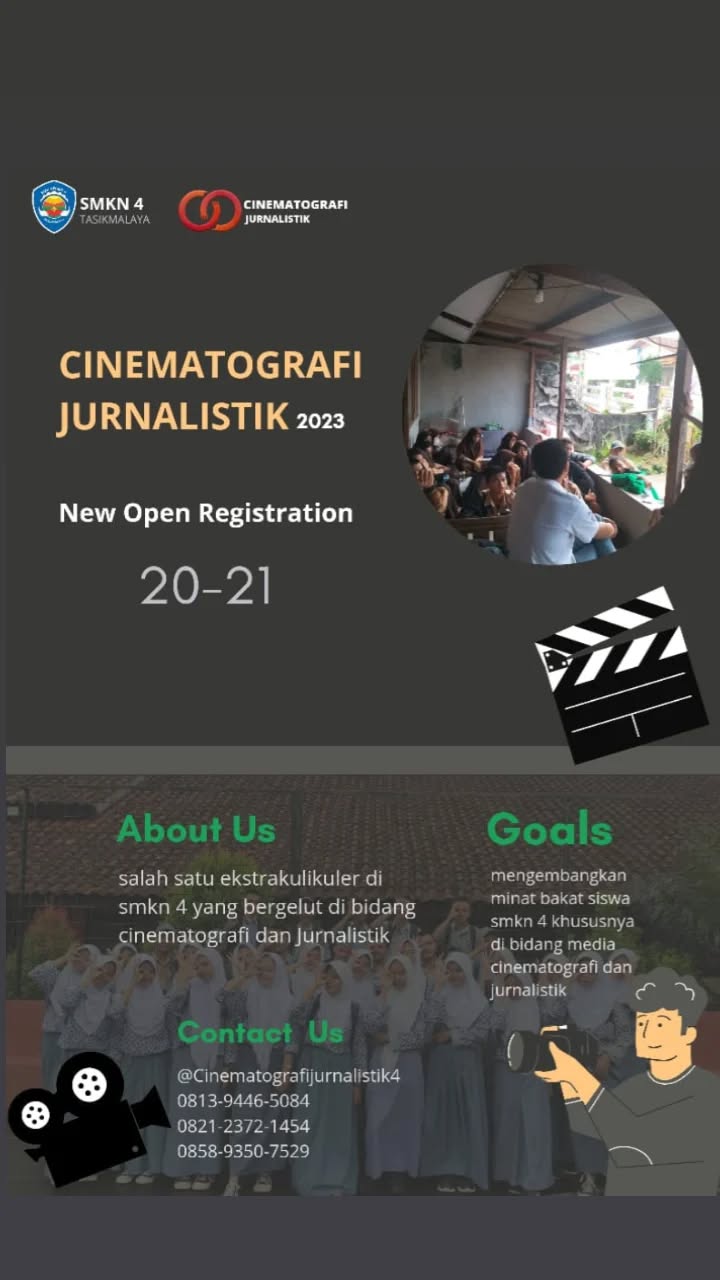 SMKN 4
TASIKMALAYA
CINEMATOGRAFI
JURNALISTIK
CINEMATOGRAFI
JURNALISTIK 2023
New Open Registration
20-21
About Us
salah satu ekstrakulikuler di
smkn 4 yang bergelut di bidang
cinematografi dan Jurnalistik
Goals
mengembangkan
minat bakat siswa
smkn 4 khususnya
di bidang media
cinematografi dan
jurnalistik
Contact Us
@Cinematografijurnalistik4
0813-9446-5084
0821-2372-1454
0858-9350-7529